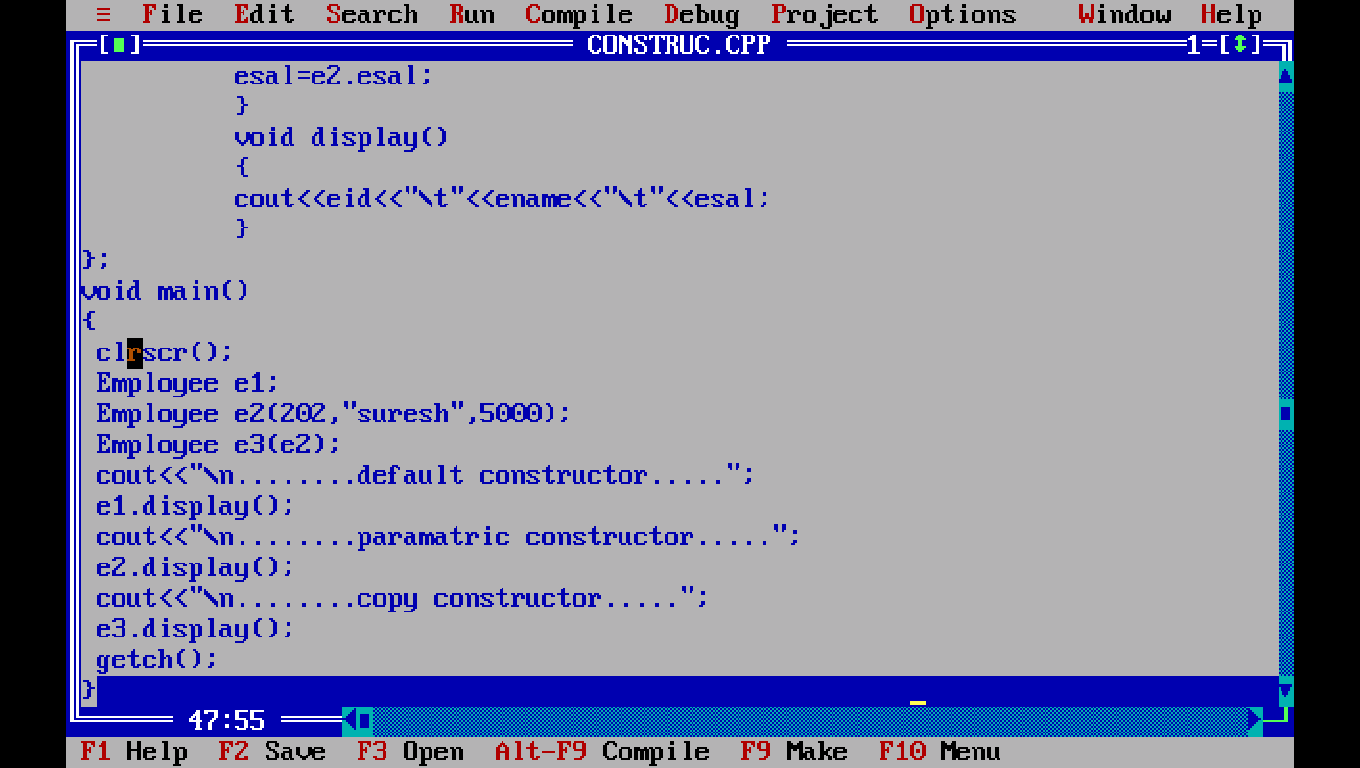 ≡ File Edit Search Run Compile Debug Project Options Window Help
[■] CONSTRUC.CPP 1=[↕]
esal=e2.esal;
}
void display()
{
cout<<eid<<"\t"<<ename<<"\t"<<esal;
}
};
void main()
{
clrscr();
Employee e1;
Employee e2(202,"suresh",5000);
Employee e3(e2);
cout<<"\n........default constructor.....";
e1.display();
cout<<"\n........paramatric constructor.....";
e2.display();
cout<<"\n........copy constructor.....";
e3.display();
getch();
}
47:55
F1 Help F2 Save F3 Open Alt-F9 Compile F9 Make F10 Menu